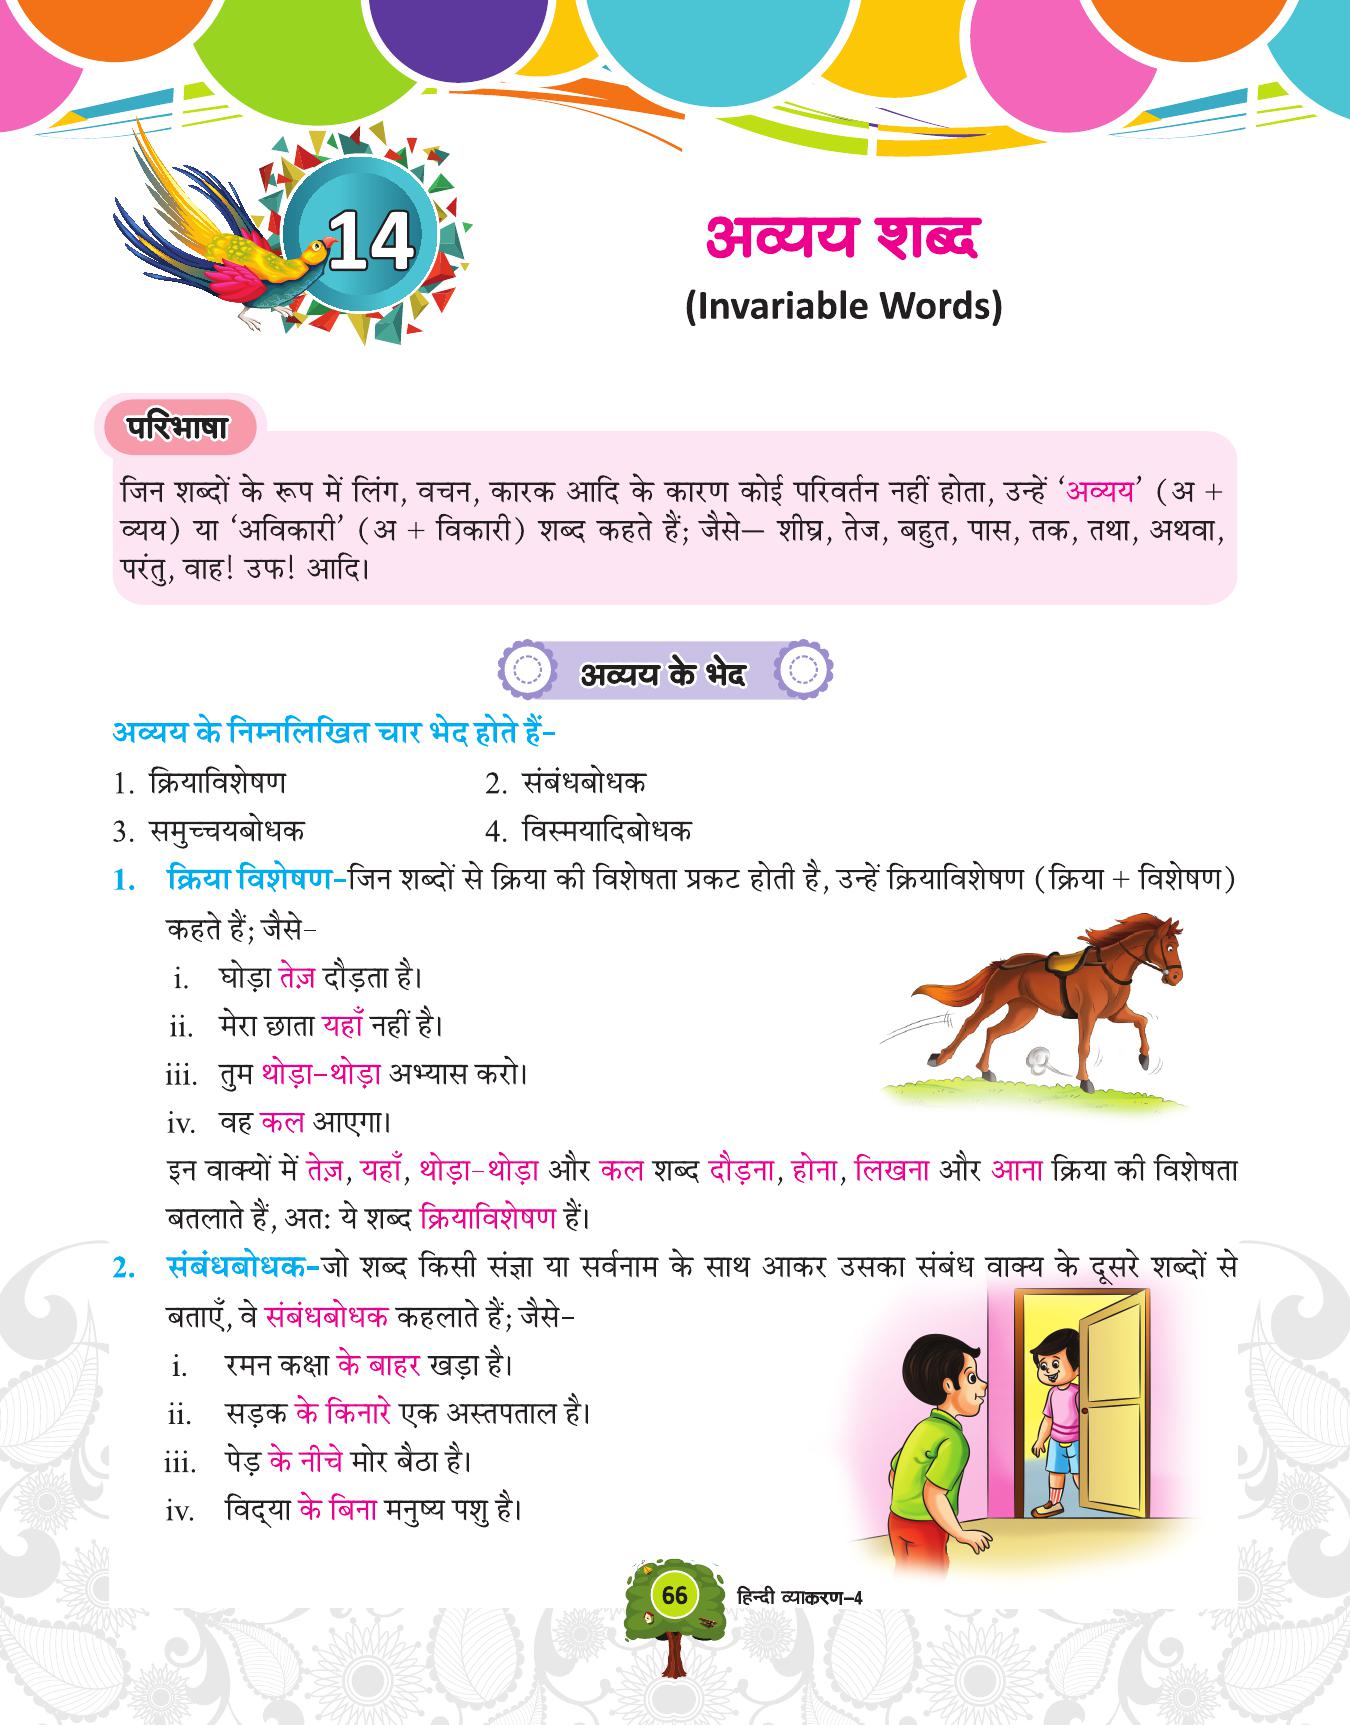 14
अव्यय शब्द
(Invariable Words)
परिभाषा
जिन शब्दों के रूप में लिंग, वचन, कारक आदि के कारण कोई परिवर्तन नहीं होता, उन्हें ‘अव्यय’ (अ +
व्यय) या ‘अविकारी’ (अ + विकारी) शब्द कहते हैं; जैसे— शीघ्र, तेज, बहुत, पास, तक, तथा, अथवा,
परंतु, वाह! उफ! आदि।
अव्यय के भेद
अव्यय के निम्नलिखित चार भेद होते हैं-
1. क्रियाविशेषण 2. संबंधबोधक
3. समुच्चयबोधक 4. विस्मयादिबोधक
1. क्रिया विशेषण-जिन शब्दों से क्रिया की विशेषता प्रकट होती है, उन्हें क्रियाविशेषण (क्रिया + विशेषण)
कहते हैं; जैसे-
i. घोड़ा तेज़ दौड़ता है।
ii. मेरा छाता यहाँ नहीं है।
iii. तुम थोड़ा-थोड़ा अभ्यास करो।
iv. वह कल आएगा।
इन वाक्यों में तेज़, यहाँ, थोड़ा-थोड़ा और कल शब्द दौड़ना, होना, लिखना और आना क्रिया की विशेषता
बतलाते हैं, अत: ये शब्द क्रियाविशेषण हैं।
2. संबंधबोधक-जो शब्द किसी संज्ञा या सर्वनाम के साथ आकर उसका संबंध वाक्य के दूसरे शब्दों से
बताएँ, वे संबंधबोधक कहलाते हैं; जैसे-
i. रमन कक्षा के बाहर खड़ा है।
ii. सड़क के किनारे एक अस्तपताल है।
iii. पेड़ के नीचे मोर बैठा है।
iv. विद्‌या के बिना मनुष्य पशु है।
66 हिन्दी व्याकरण-4